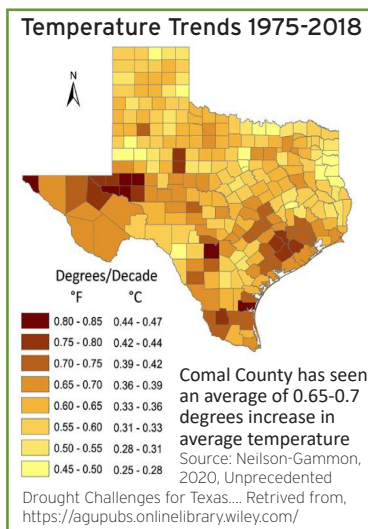 Temperature Trends 1975-2018
N
Degrees/Decade
°F °C
0.80 - 0.85 0.44 - 0.47
0.75 - 0.80 0.42 - 0.44
0.70 - 0.75 0.39 - 0.42
0.65 - 0.70 0.36 - 0.39
0.60 - 0.65 0.33 - 0.36
0.55 - 0.60 0.31 - 0.33
0.50 - 0.55 0.28 - 0.31
0.45 - 0.50 0.25 - 0.28
Comal County has seen
an average of 0.65-0.7
degrees increase in
average temperature
Source: Neilson-Gammon,
2020, Unprecedented
Drought Challenges for Texas.... Retrived from,
https://agupubs.onlinelibrary.wiley.com/